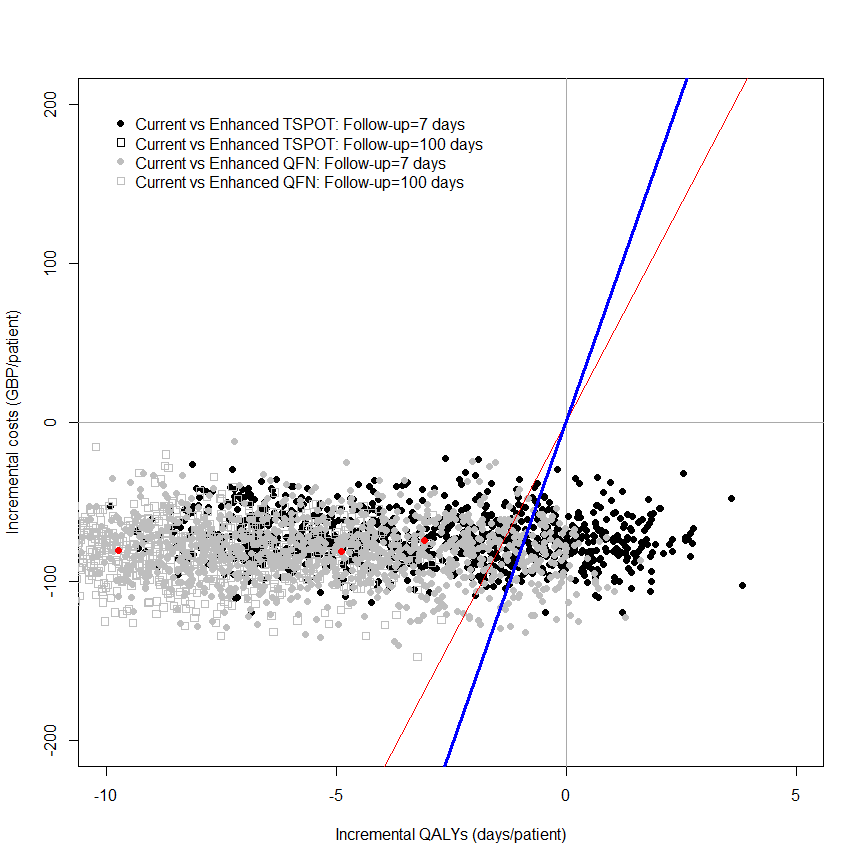 Current vs Enhanced TSPOT: Follow-up=7 days
Current vs Enhanced TSPOT: Follow-up=100 days
Current vs Enhanced QFN: Follow-up=7 days
Current vs Enhanced QFN: Follow-up=100 days
Incremental costs (GBP/patient)
200
100
0
-100
-200
-10
-5
0
5
Incremental QALYs (days/patient)